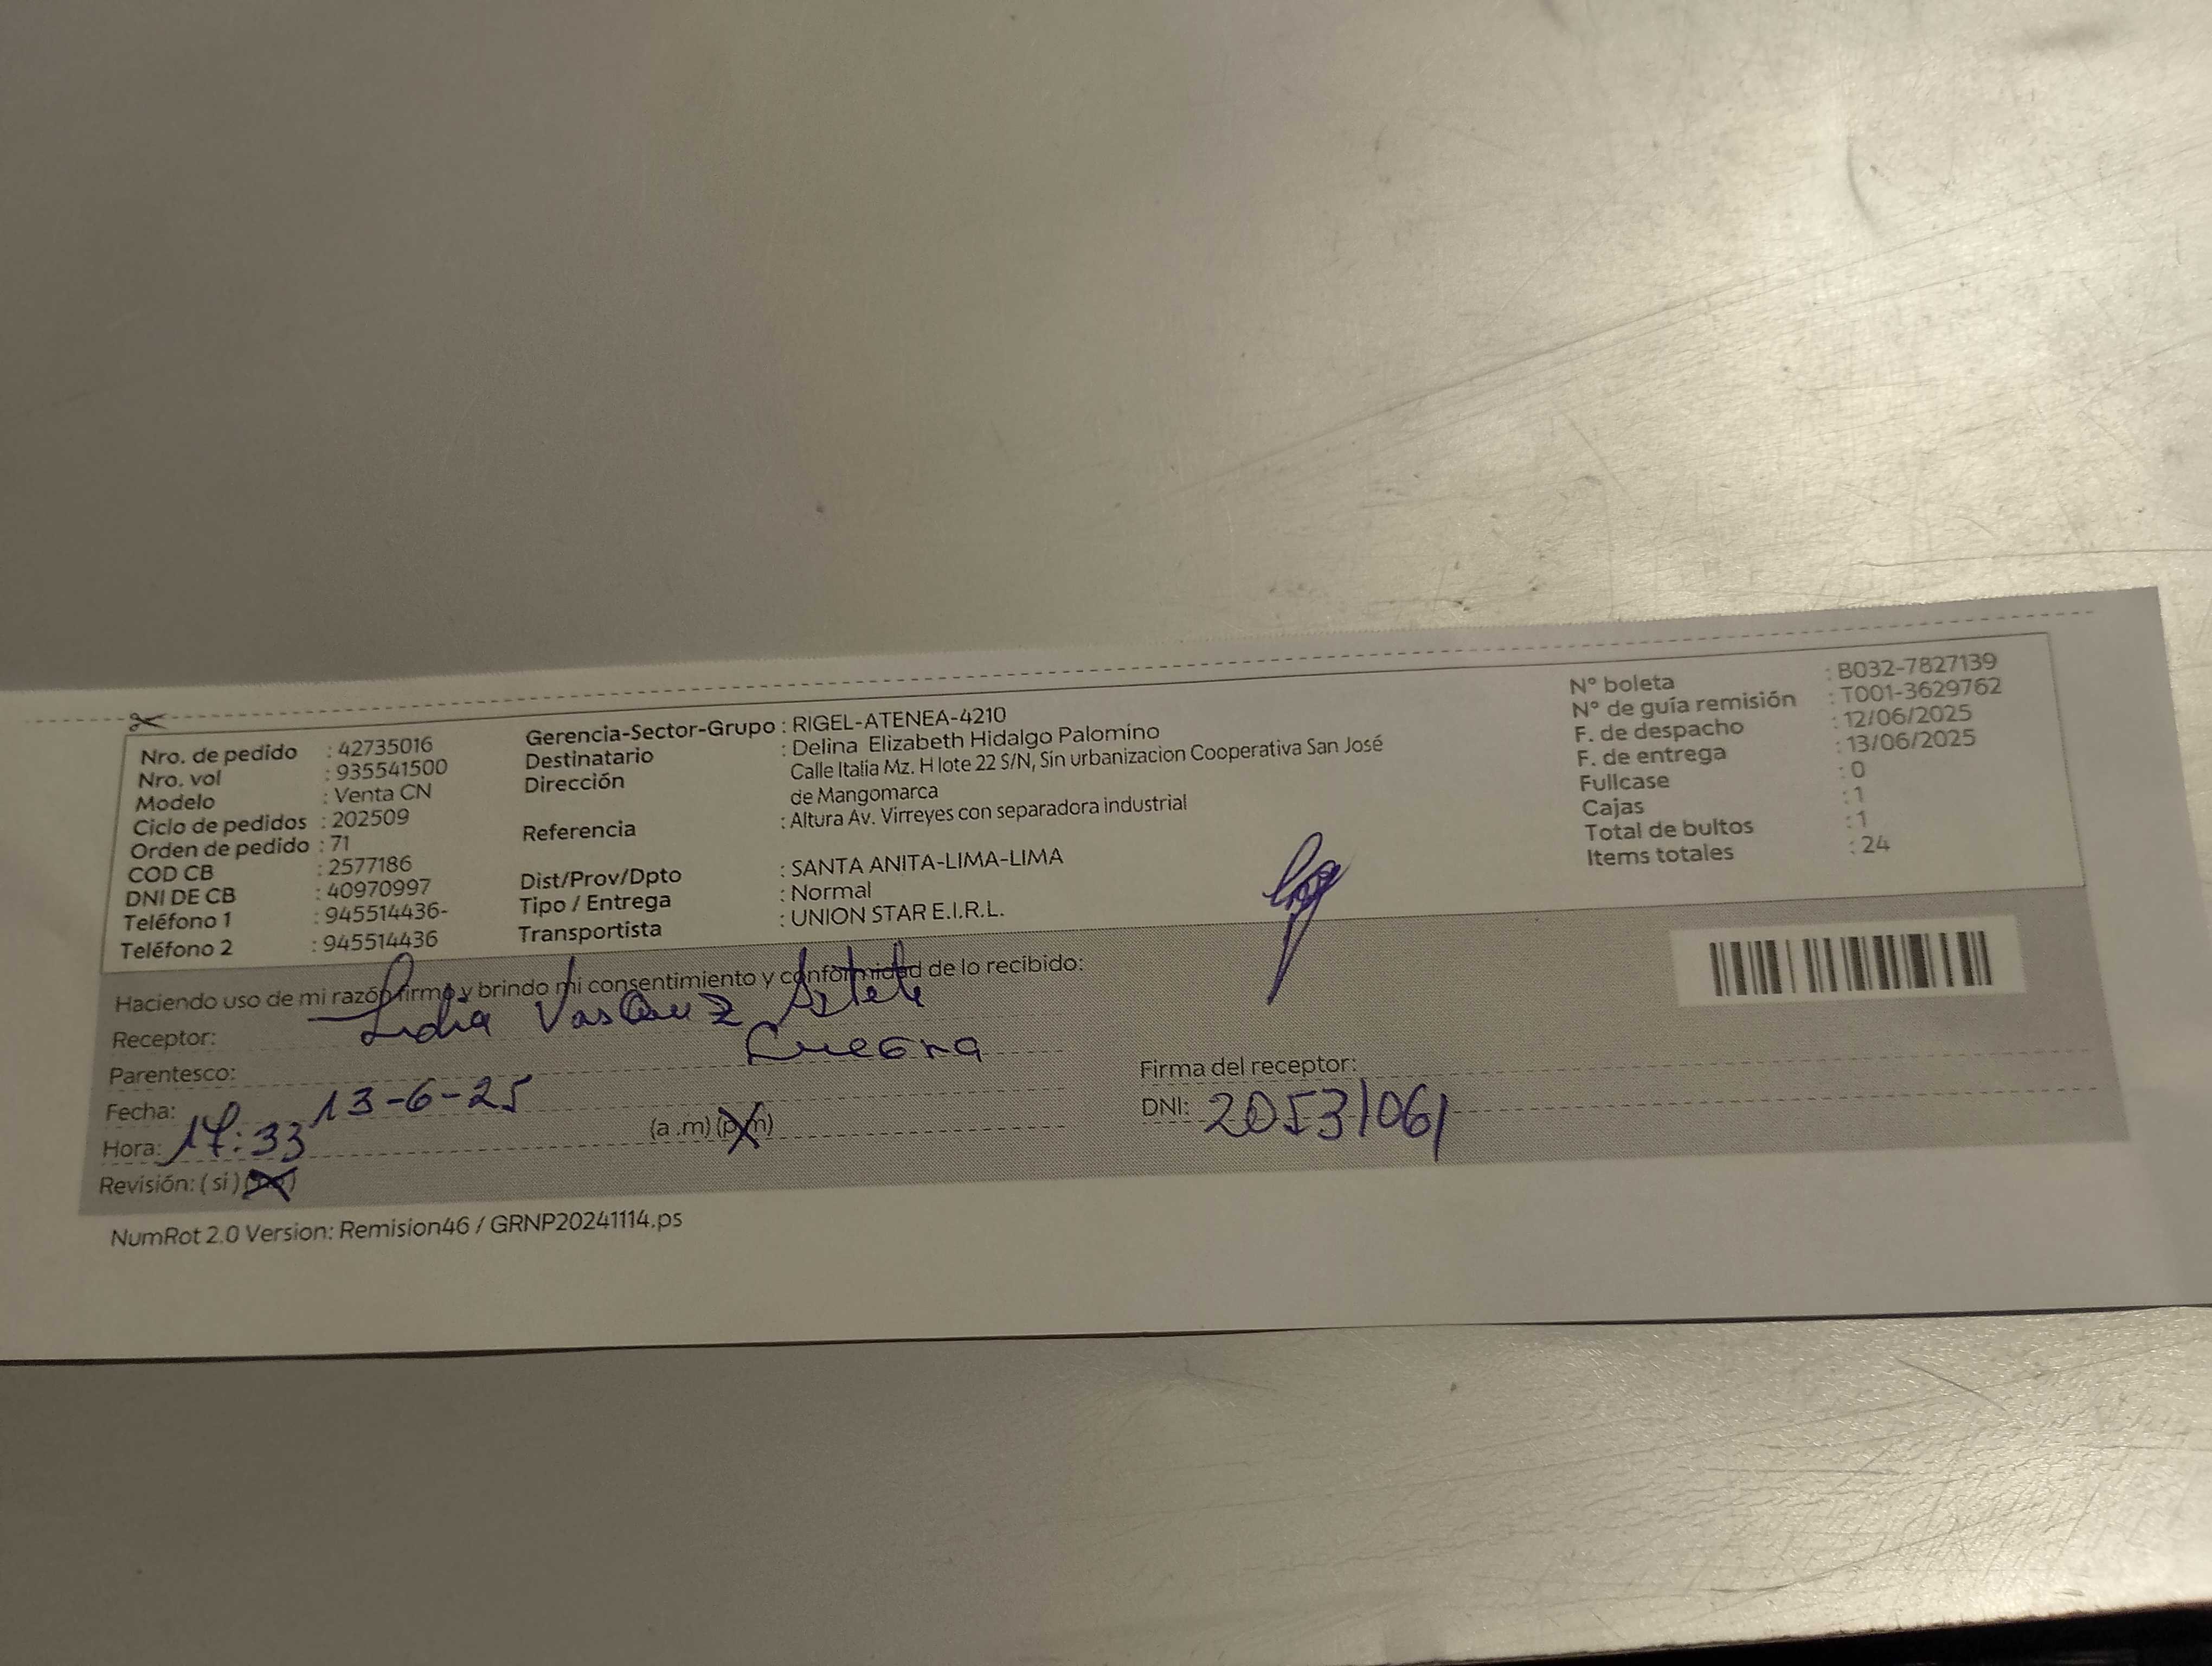 Nro. de pedido : 42735016
Nro. vol : 935541500
Modelo : Venta CN
Ciclo de pedidos : 202509
Orden de pedido : 71
COD CB : 2577186
DNI DE CB : 40970997
Teléfono 1 : 945514436-
Teléfono 2 : 945514436
Gerencia-Sector-Grupo : RIGEL-ATENEA-4210
Destinatario : Delina Elizabeth Hidalgo Palomino
Dirección Calle Italia Mz. H lote 22 S/N, Sin urbanizacion Cooperativa San José
de Mangomarca
Referencia : Altura Av. Virreyes con separadora industrial
Dist/Prov/Dpto : SANTA ANITA-LIMA-LIMA
Tipo / Entrega : Normal
Transportista : UNION STAR E.I.R.L.
N° boleta : B032-7827139
N° de guía remisión : T001-3629762
F. de despacho : 12/06/2025
F. de entrega : 13/06/2025
Fullcase : 0
Cajas : 1
Total de bultos : 1
Items totales : 24
Haciendo uso de mi razón firmo y brindo mi consentimiento y conformidad de lo recibido:
Receptor: Lidia Vasquez Astete
Parentesco: Suegra
Fecha: 13-6-25
Hora: 17:33 (a .m) (p.m)
Revisión: ( si ) (no)
Firma del receptor:
DNI: 20531061
NumRot 2.0 Version: Remision46 / GRNP20241114.ps